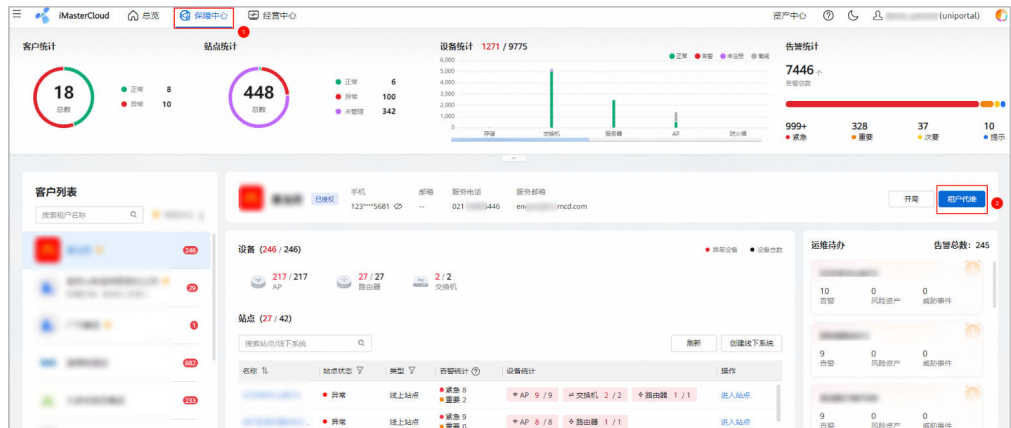 iMasterCloud 总览 保障中心 经营中心 资产中心 (uniportal)
1
客户统计
18
总数
正常 8
异常 10
站点统计
448
总数
正常 6
异常 100
未管理 342
设备统计 1271 / 9775
正常 告警 未注册 离线
6,000
5,000
4,000
3,000
2,000
1,000
0
存储 交换机 服务器 AP 防火墙
告警统计
7446
告警总数
999+ 328 37 10
紧急 重要 次要 提示
客户列表
搜索租户名称
246
29
1
682
233
已授权
手机 邮箱 服务电话 服务邮箱
123****5681 -- 021 5446 en mcd.com
开局 租户代维
2
设备 (246 / 246)
异常设备 设备总数
217 / 217 27 / 27 2 / 2
AP 路由器 交换机
站点 (27 / 42)
搜索站点/线下系统
刷新 创建线下系统
名称 站点状态 类型 告警统计 设备统计 操作
异常 线上站点 紧急 8 AP 9 / 9 交换机 2 / 2 路由器 1 / 1 进入站点
重要 2
异常 线上站点 紧急 9 AP 8 / 8 路由器 1 / 1 进入站点
重要 0
运维待办 告警总数: 245
10 0 0
告警 风险资产 威胁事件
9 0 0
告警 风险资产 威胁事件
9 0 0
告警 风险资产 威胁事件